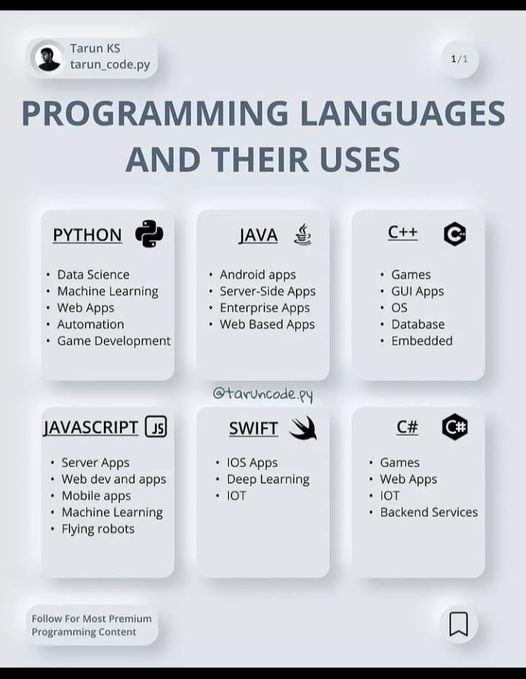 Tarun KS
tarun_code.py
1/1
PROGRAMMING LANGUAGES
AND THEIR USES
PYTHON
• Data Science
• Machine Learning
• Web Apps
• Automation
• Game Development
JAVA
• Android apps
• Server-Side Apps
• Enterprise Apps
• Web Based Apps
C++
C++
• Games
• GUI Apps
• OS
• Database
• Embedded
@taruncode.py
JAVASCRIPT
JS
• Server Apps
• Web dev and apps
• Mobile apps
• Machine Learning
• Flying robots
SWIFT
• IOS Apps
• Deep Learning
• IOT
C#
C#
• Games
• Web Apps
• IOT
• Backend Services
Follow For Most Premium
Programming Content